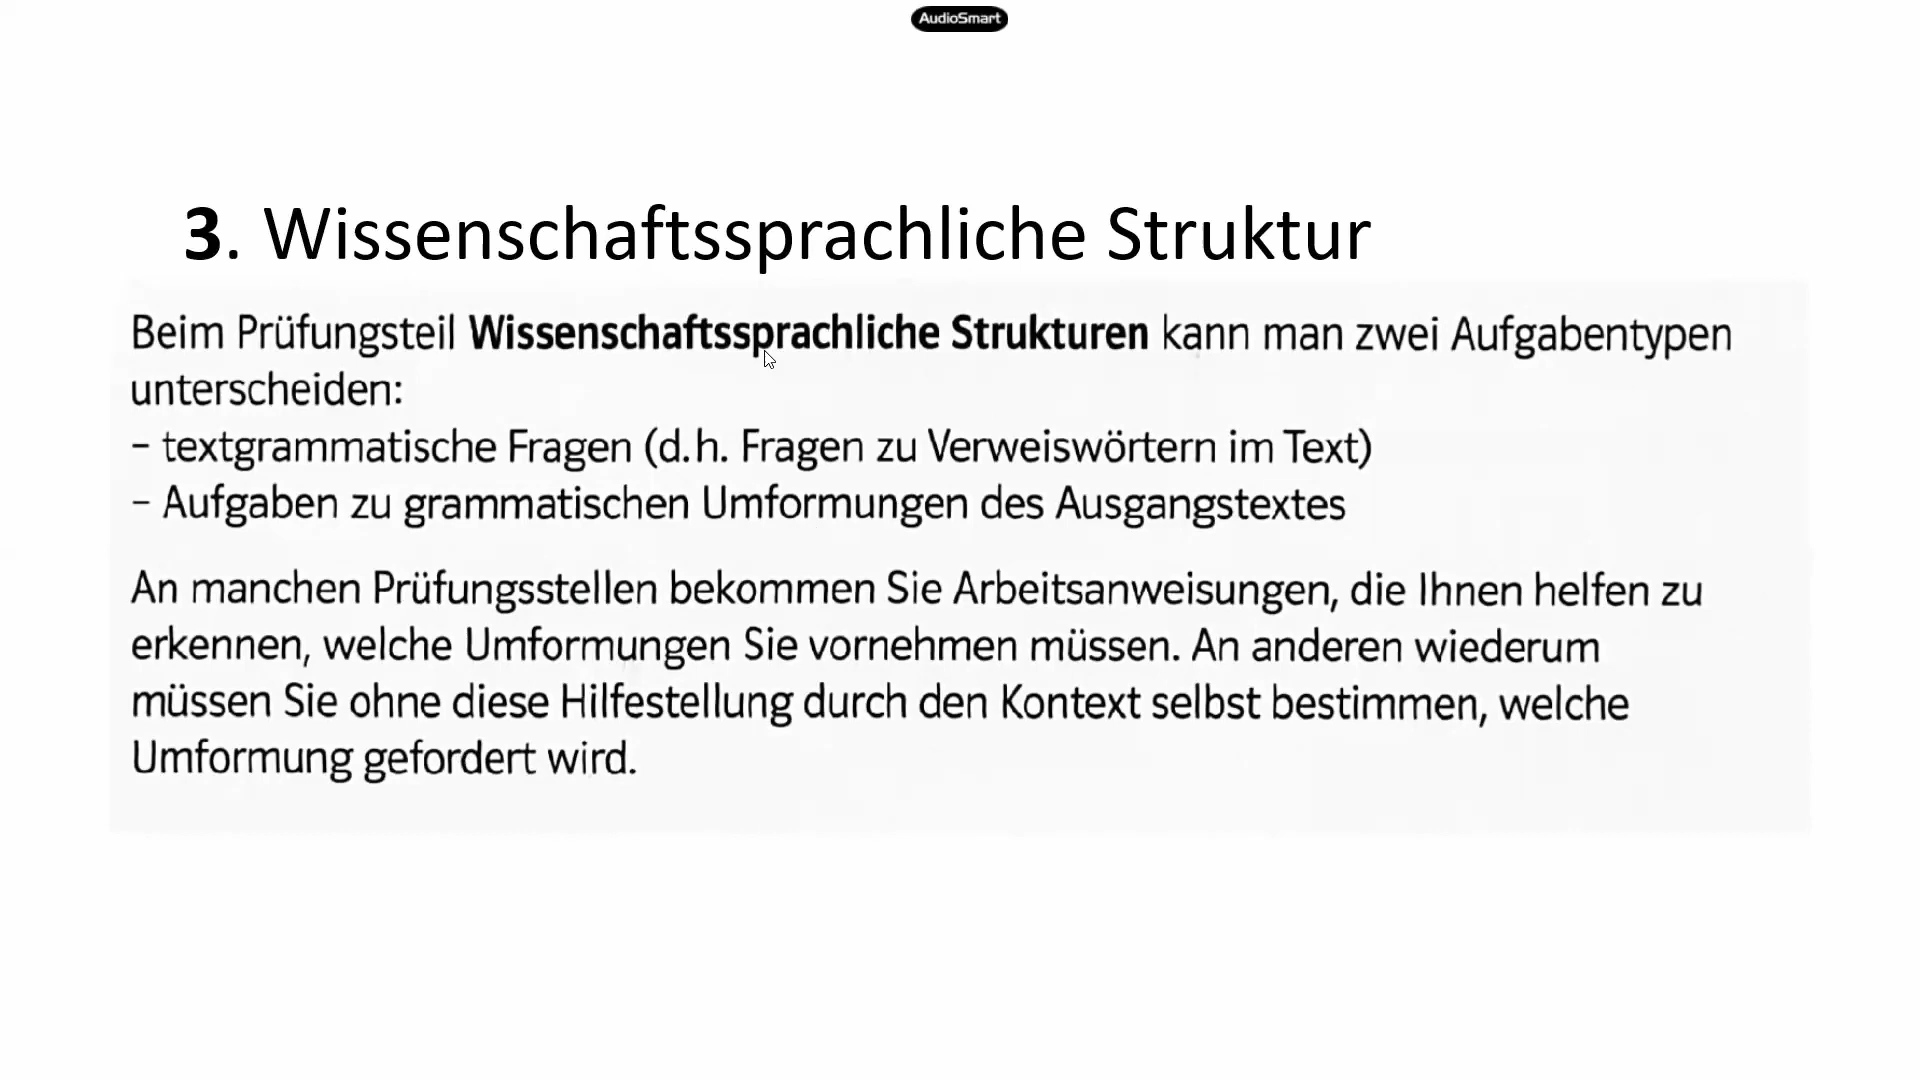 AudioSmart
3. Wissenschaftssprachliche Struktur
Beim Prüfungsteil Wissenschaftssprachliche Strukturen kann man zwei Aufgabentypen
unterscheiden:
– textgrammatische Fragen (d.h. Fragen zu Verweiswörtern im Text)
– Aufgaben zu grammatischen Umformungen des Ausgangstextes
An manchen Prüfungsstellen bekommen Sie Arbeitsanweisungen, die Ihnen helfen zu
erkennen, welche Umformungen Sie vornehmen müssen. An anderen wiederum
müssen Sie ohne diese Hilfestellung durch den Kontext selbst bestimmen, welche
Umformung gefordert wird.